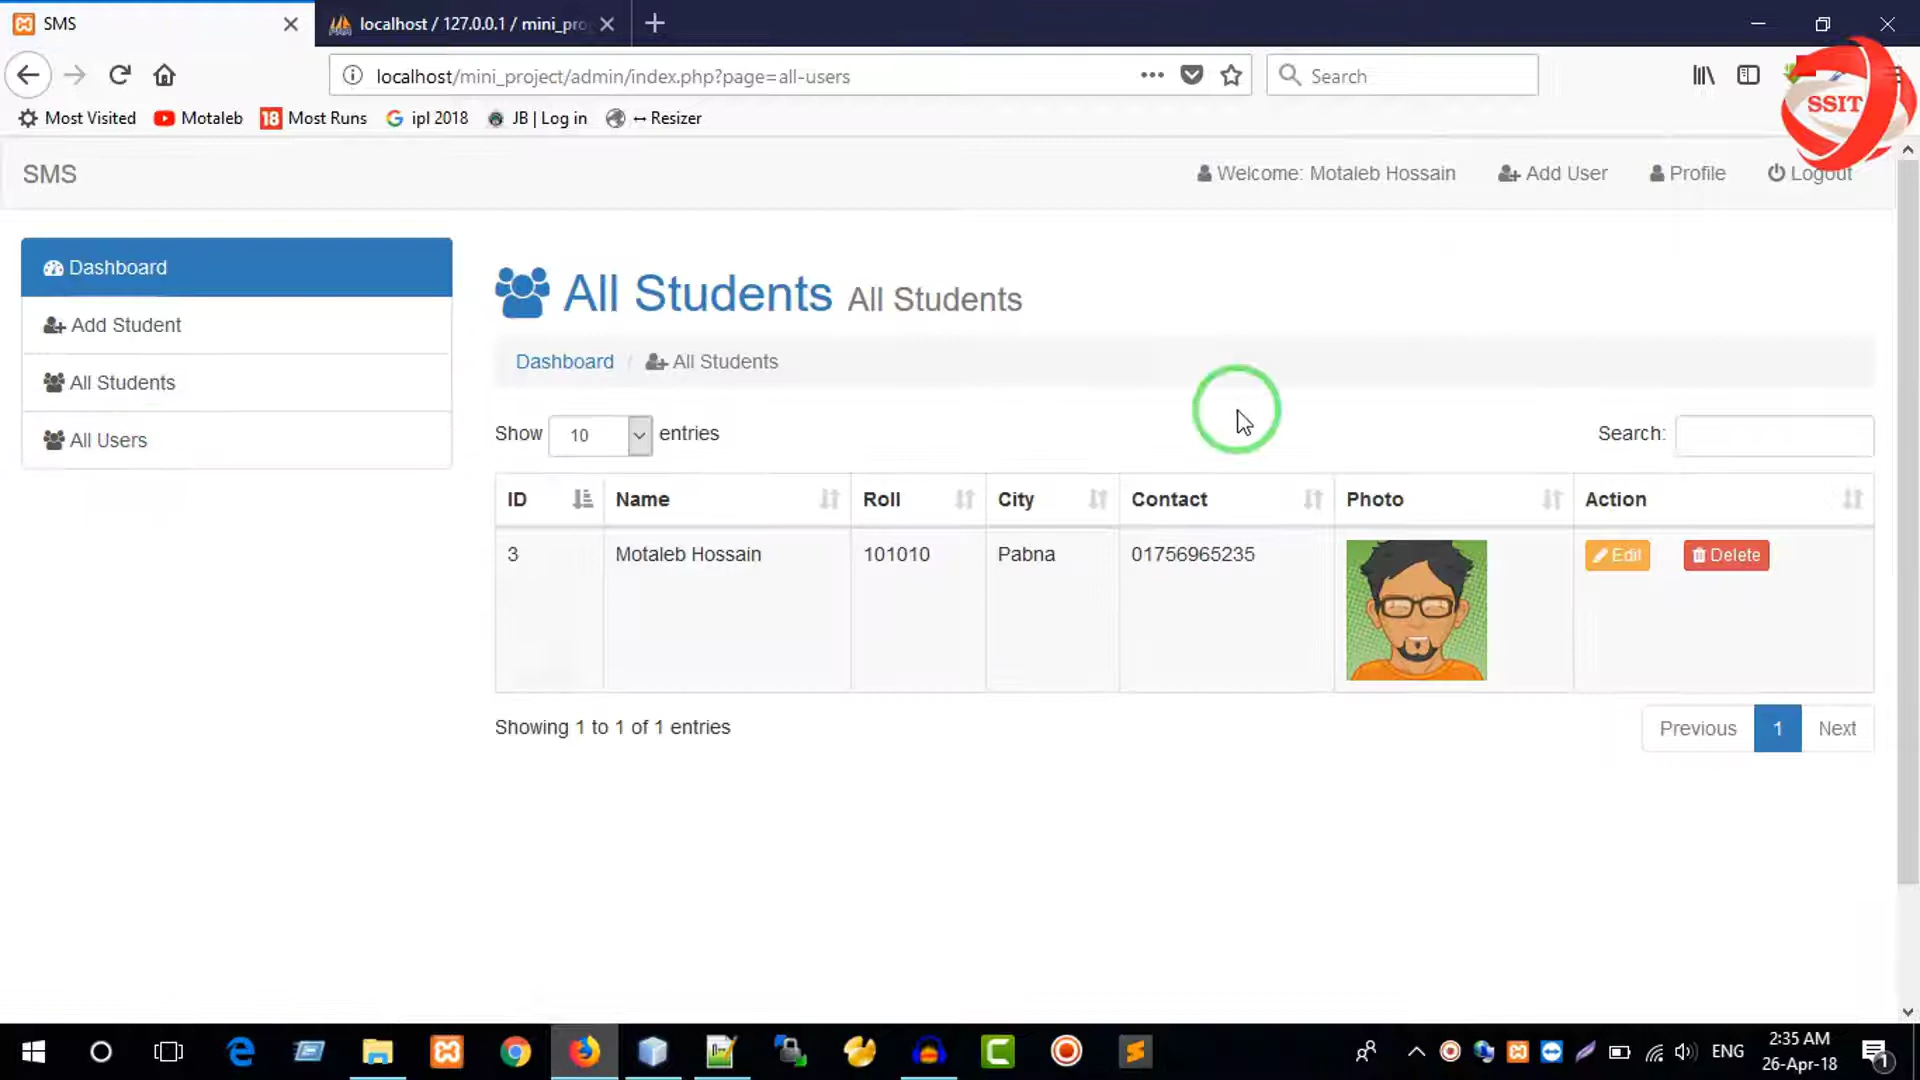 SMS
localhost / 127.0.0.1 / mini_pro
localhost/mini_project/admin/index.php?page=all-users
Search
Most Visited
Motaleb
18 Most Runs
ipl 2018
JB | Log in
↔ Resizer
SSIT
SMS
Welcome: Motaleb Hossain
Add User
Profile
Logout
Dashboard
Add Student
All Students
All Users
All Students All Students
Dashboard / All Students
Show 10 entries
Search:
ID Name Roll City Contact Photo Action
3 Motaleb Hossain 101010 Pabna 01756965235 Edit Delete
Showing 1 to 1 of 1 entries
Previous 1 Next
ENG
2:35 AM
26-Apr-18
1